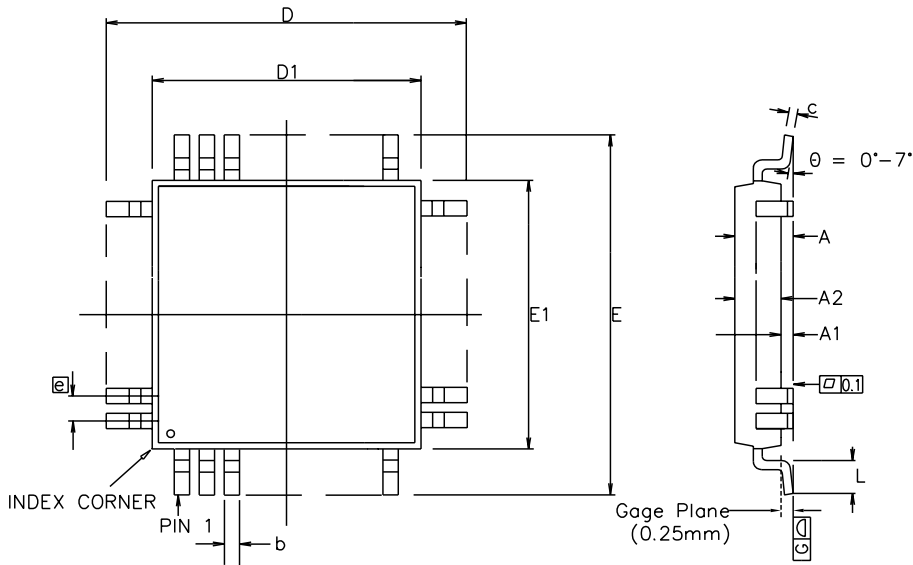 D
D1
c
θ = 0°-7°
A
A2
E1
E
A1
e
0.1
INDEX CORNER
PIN 1
b
L
Gage Plane
(0.25mm)
G